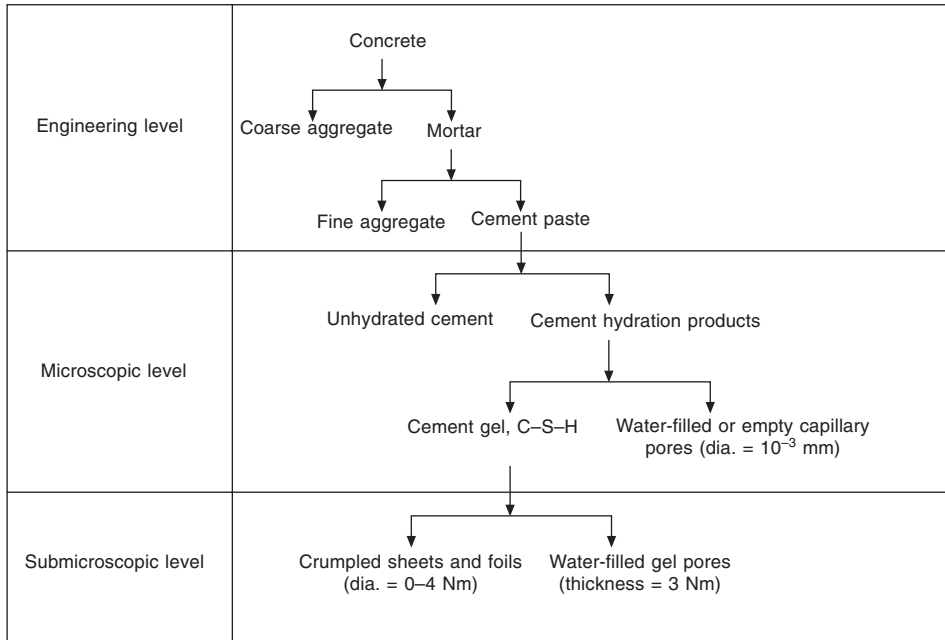 Concrete
Engineering level
Coarse aggregate
Mortar
Fine aggregate
Cement paste
Unhydrated cement
Cement hydration products
Microscopic level
Cement gel, C–S–H
Water-filled or empty capillary
pores (dia. = 10⁻³ mm)
Submicroscopic level
Crumpled sheets and foils
(dia. = 0–4 Nm)
Water-filled gel pores
(thickness = 3 Nm)